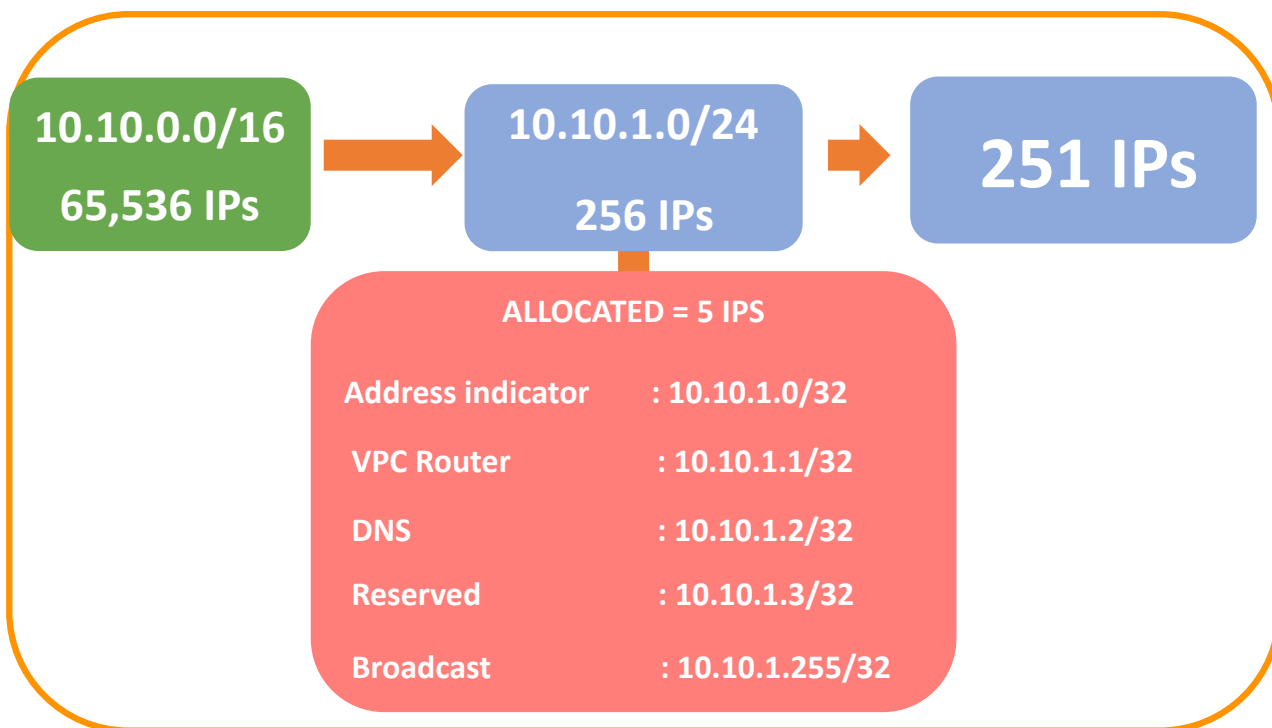 10.10.0.0/16
65,536 IPs
10.10.1.0/24
256 IPs
251 IPs
ALLOCATED = 5 IPS
Address indicator : 10.10.1.0/32
VPC Router : 10.10.1.1/32
DNS : 10.10.1.2/32
Reserved : 10.10.1.3/32
Broadcast : 10.10.1.255/32